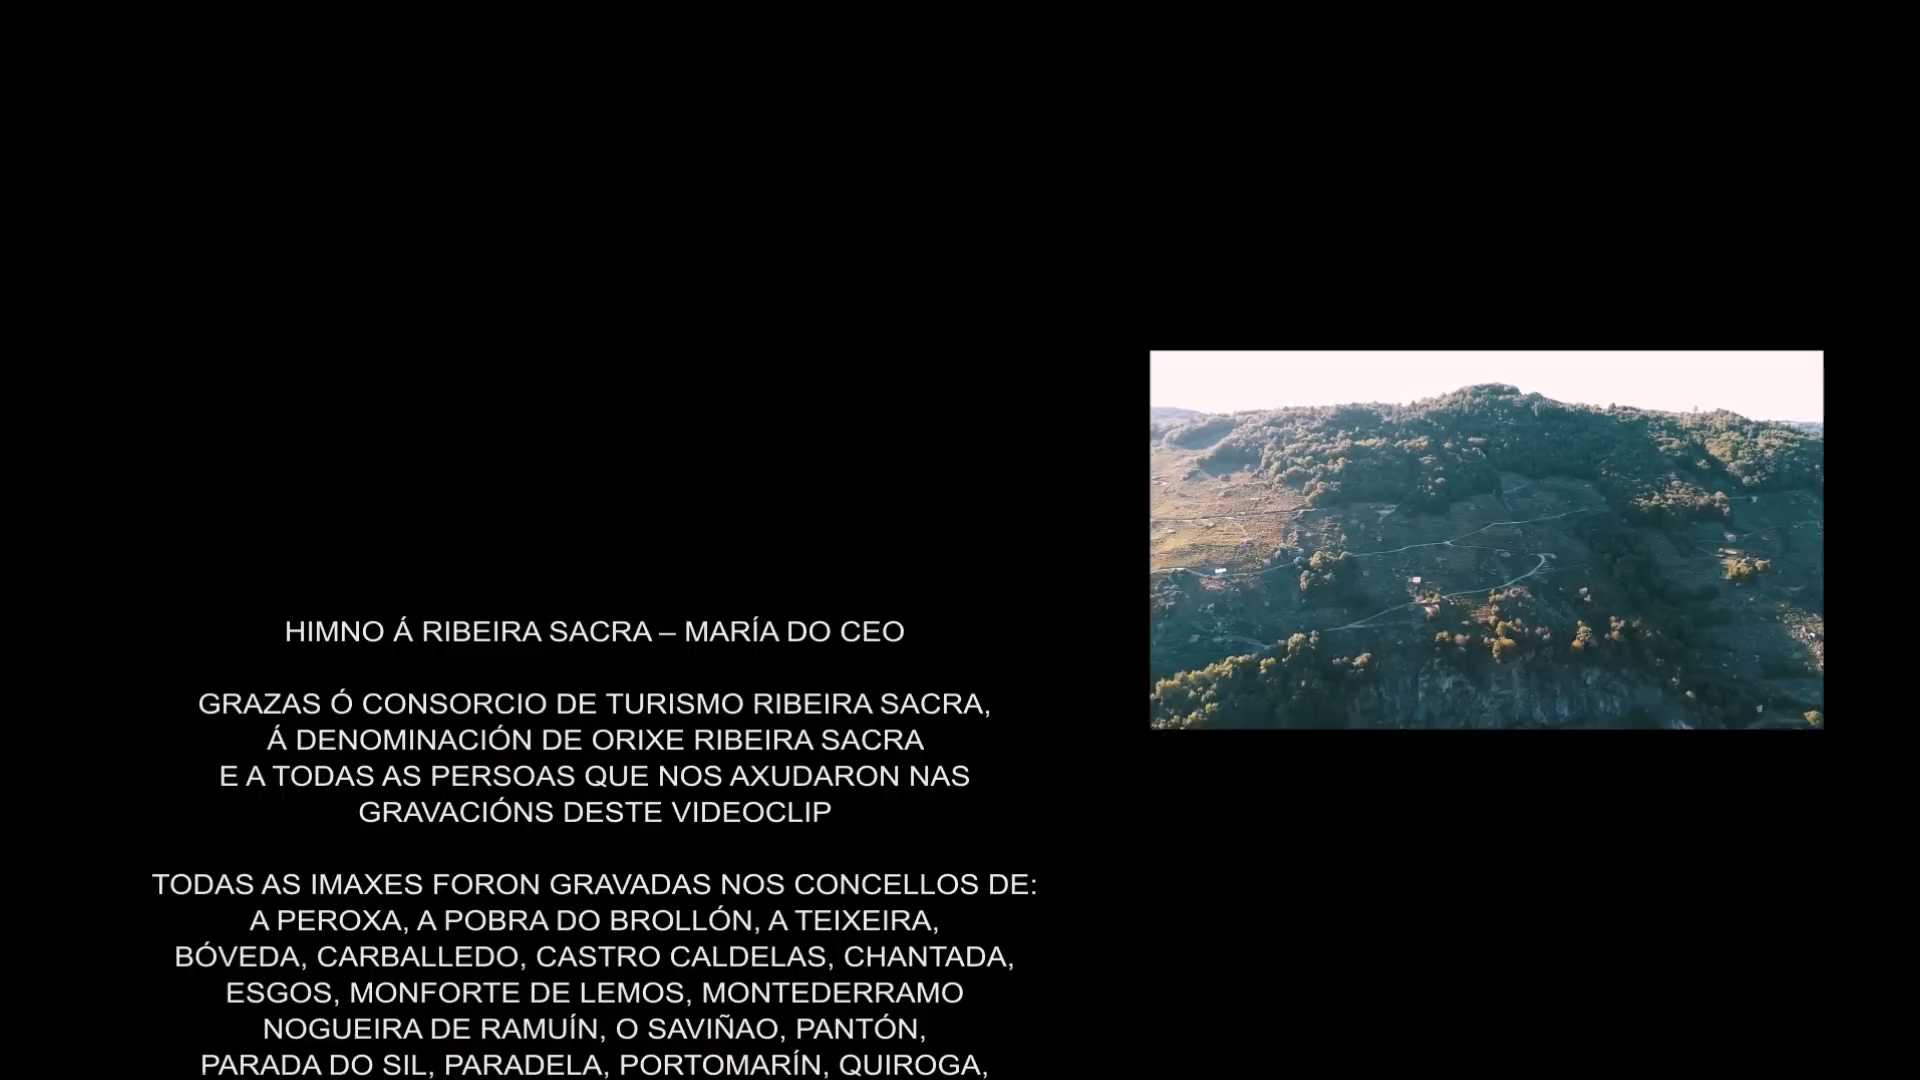 HIMNO Á RIBEIRA SACRA – MARÍA DO CEO
GRAZAS Ó CONSORCIO DE TURISMO RIBEIRA SACRA,
Á DENOMINACIÓN DE ORIXE RIBEIRA SACRA
E A TODAS AS PERSOAS QUE NOS AXUDARON NAS
GRAVACIÓNS DESTE VIDEOCLIP
TODAS AS IMAXES FORON GRAVADAS NOS CONCELLOS DE:
A PEROXA, A POBRA DO BROLLÓN, A TEIXEIRA,
BÓVEDA, CARBALLEDO, CASTRO CALDELAS, CHANTADA,
ESGOS, MONFORTE DE LEMOS, MONTEDERRAMO
NOGUEIRA DE RAMUÍN, O SAVIÑAO, PANTÓN,
PARADA DO SIL, PARADELA, PORTOMARÍN, QUIROGA,